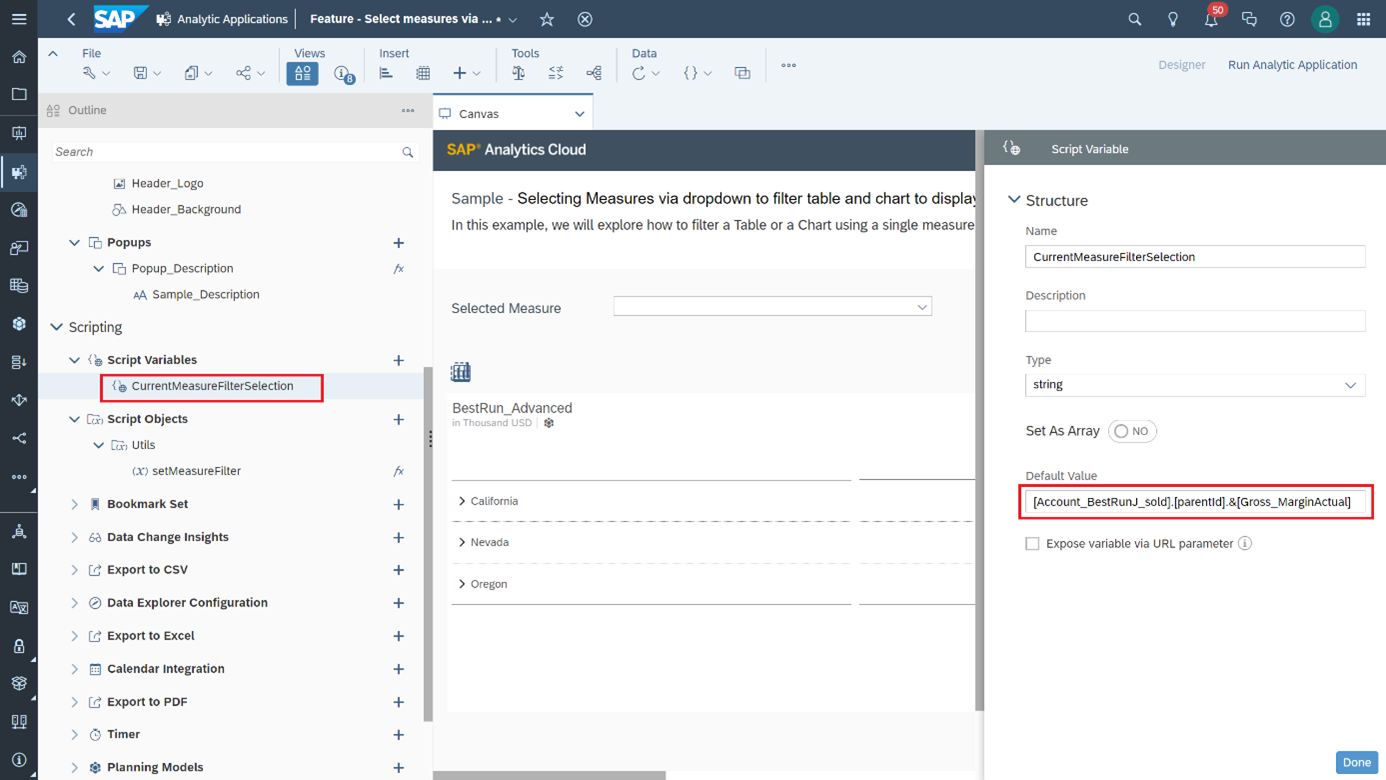 SAP
Analytic Applications
Feature - Select measures via ... •
50
File
Views
Insert
Tools
Data
8
Designer
Run Analytic Application
Outline
Search
Header_Logo
Header_Background
Popups
Popup_Description
fx
AA Sample_Description
Scripting
Script Variables
CurrentMeasureFilterSelection
Script Objects
Utils
(X) setMeasureFilter
fx
Bookmark Set
Data Change Insights
Export to CSV
Data Explorer Configuration
Export to Excel
Calendar Integration
Export to PDF
Timer
Planning Models
Canvas
SAP® Analytics Cloud
Sample - Selecting Measures via dropdown to filter table and chart to display
In this example, we will explore how to filter a Table or a Chart using a single measure
Selected Measure
BestRun_Advanced
in Thousand USD
California
Nevada
Oregon
Script Variable
Structure
Name
CurrentMeasureFilterSelection
Description
Type
string
Set As Array
NO
Default Value
[Account_BestRunJ_sold].[parentId].&[Gross_MarginActual]
Expose variable via URL parameter
Done